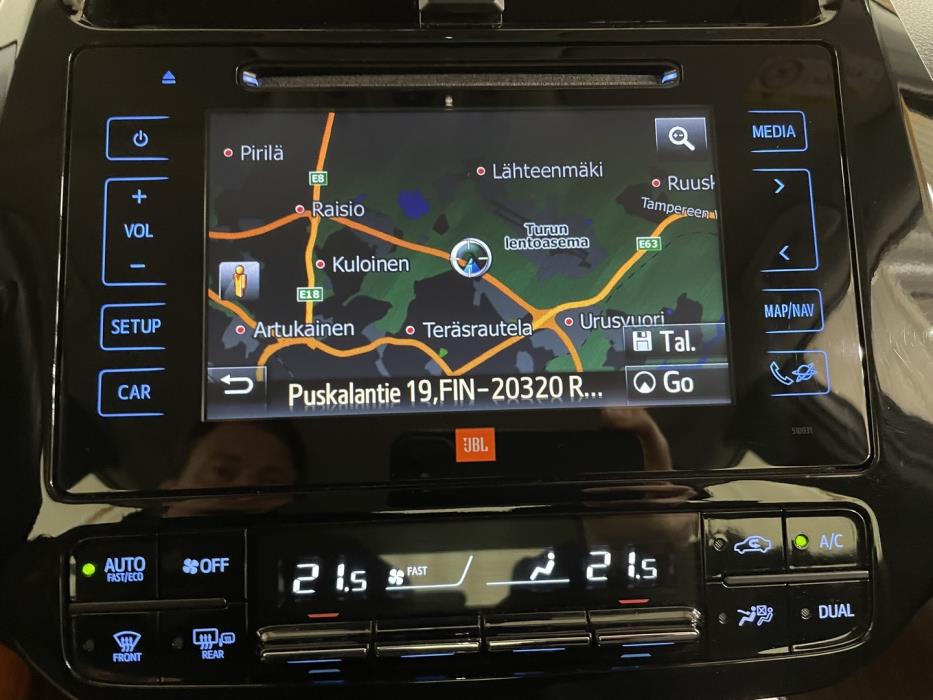 MEDIA
Pirilä
Lähteenmäki
Ruusk
E8
Tampereen
+
Raisio
VOL
Turun
lentoasema
E63
Kuloinen
-
E18
MAP/NAV
SETUP
Artukainen
Teräsrautela
Urusvuori
Tal.
CAR
Puskalantie 19,FIN-20320 R...
Go
510031
JBL
AUTO
FAST/ECO
OFF
21.5
FAST
21.5
A/C
FRONT
REAR
DUAL